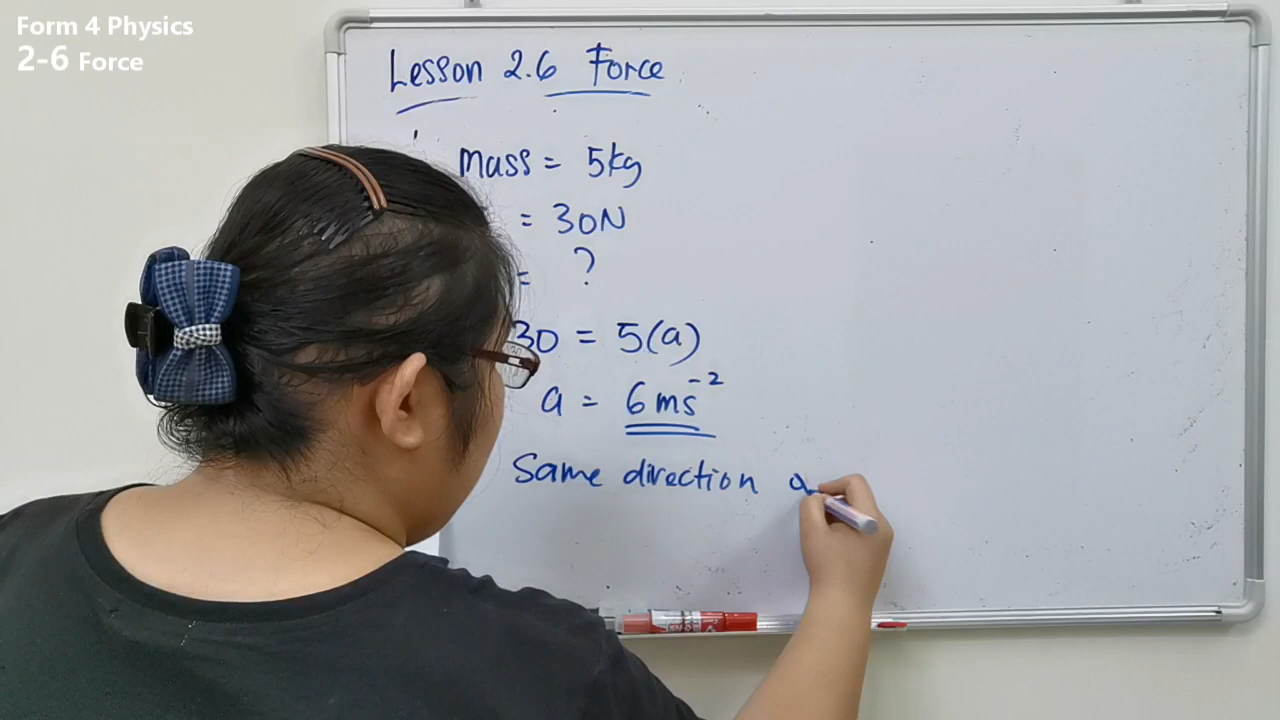 Form 4 Physics
2-6 Force
Lesson 2.6 Force
mass = 5kg
= 30N
= ?
30 = 5(a)
a = 6ms⁻²
Same direction a